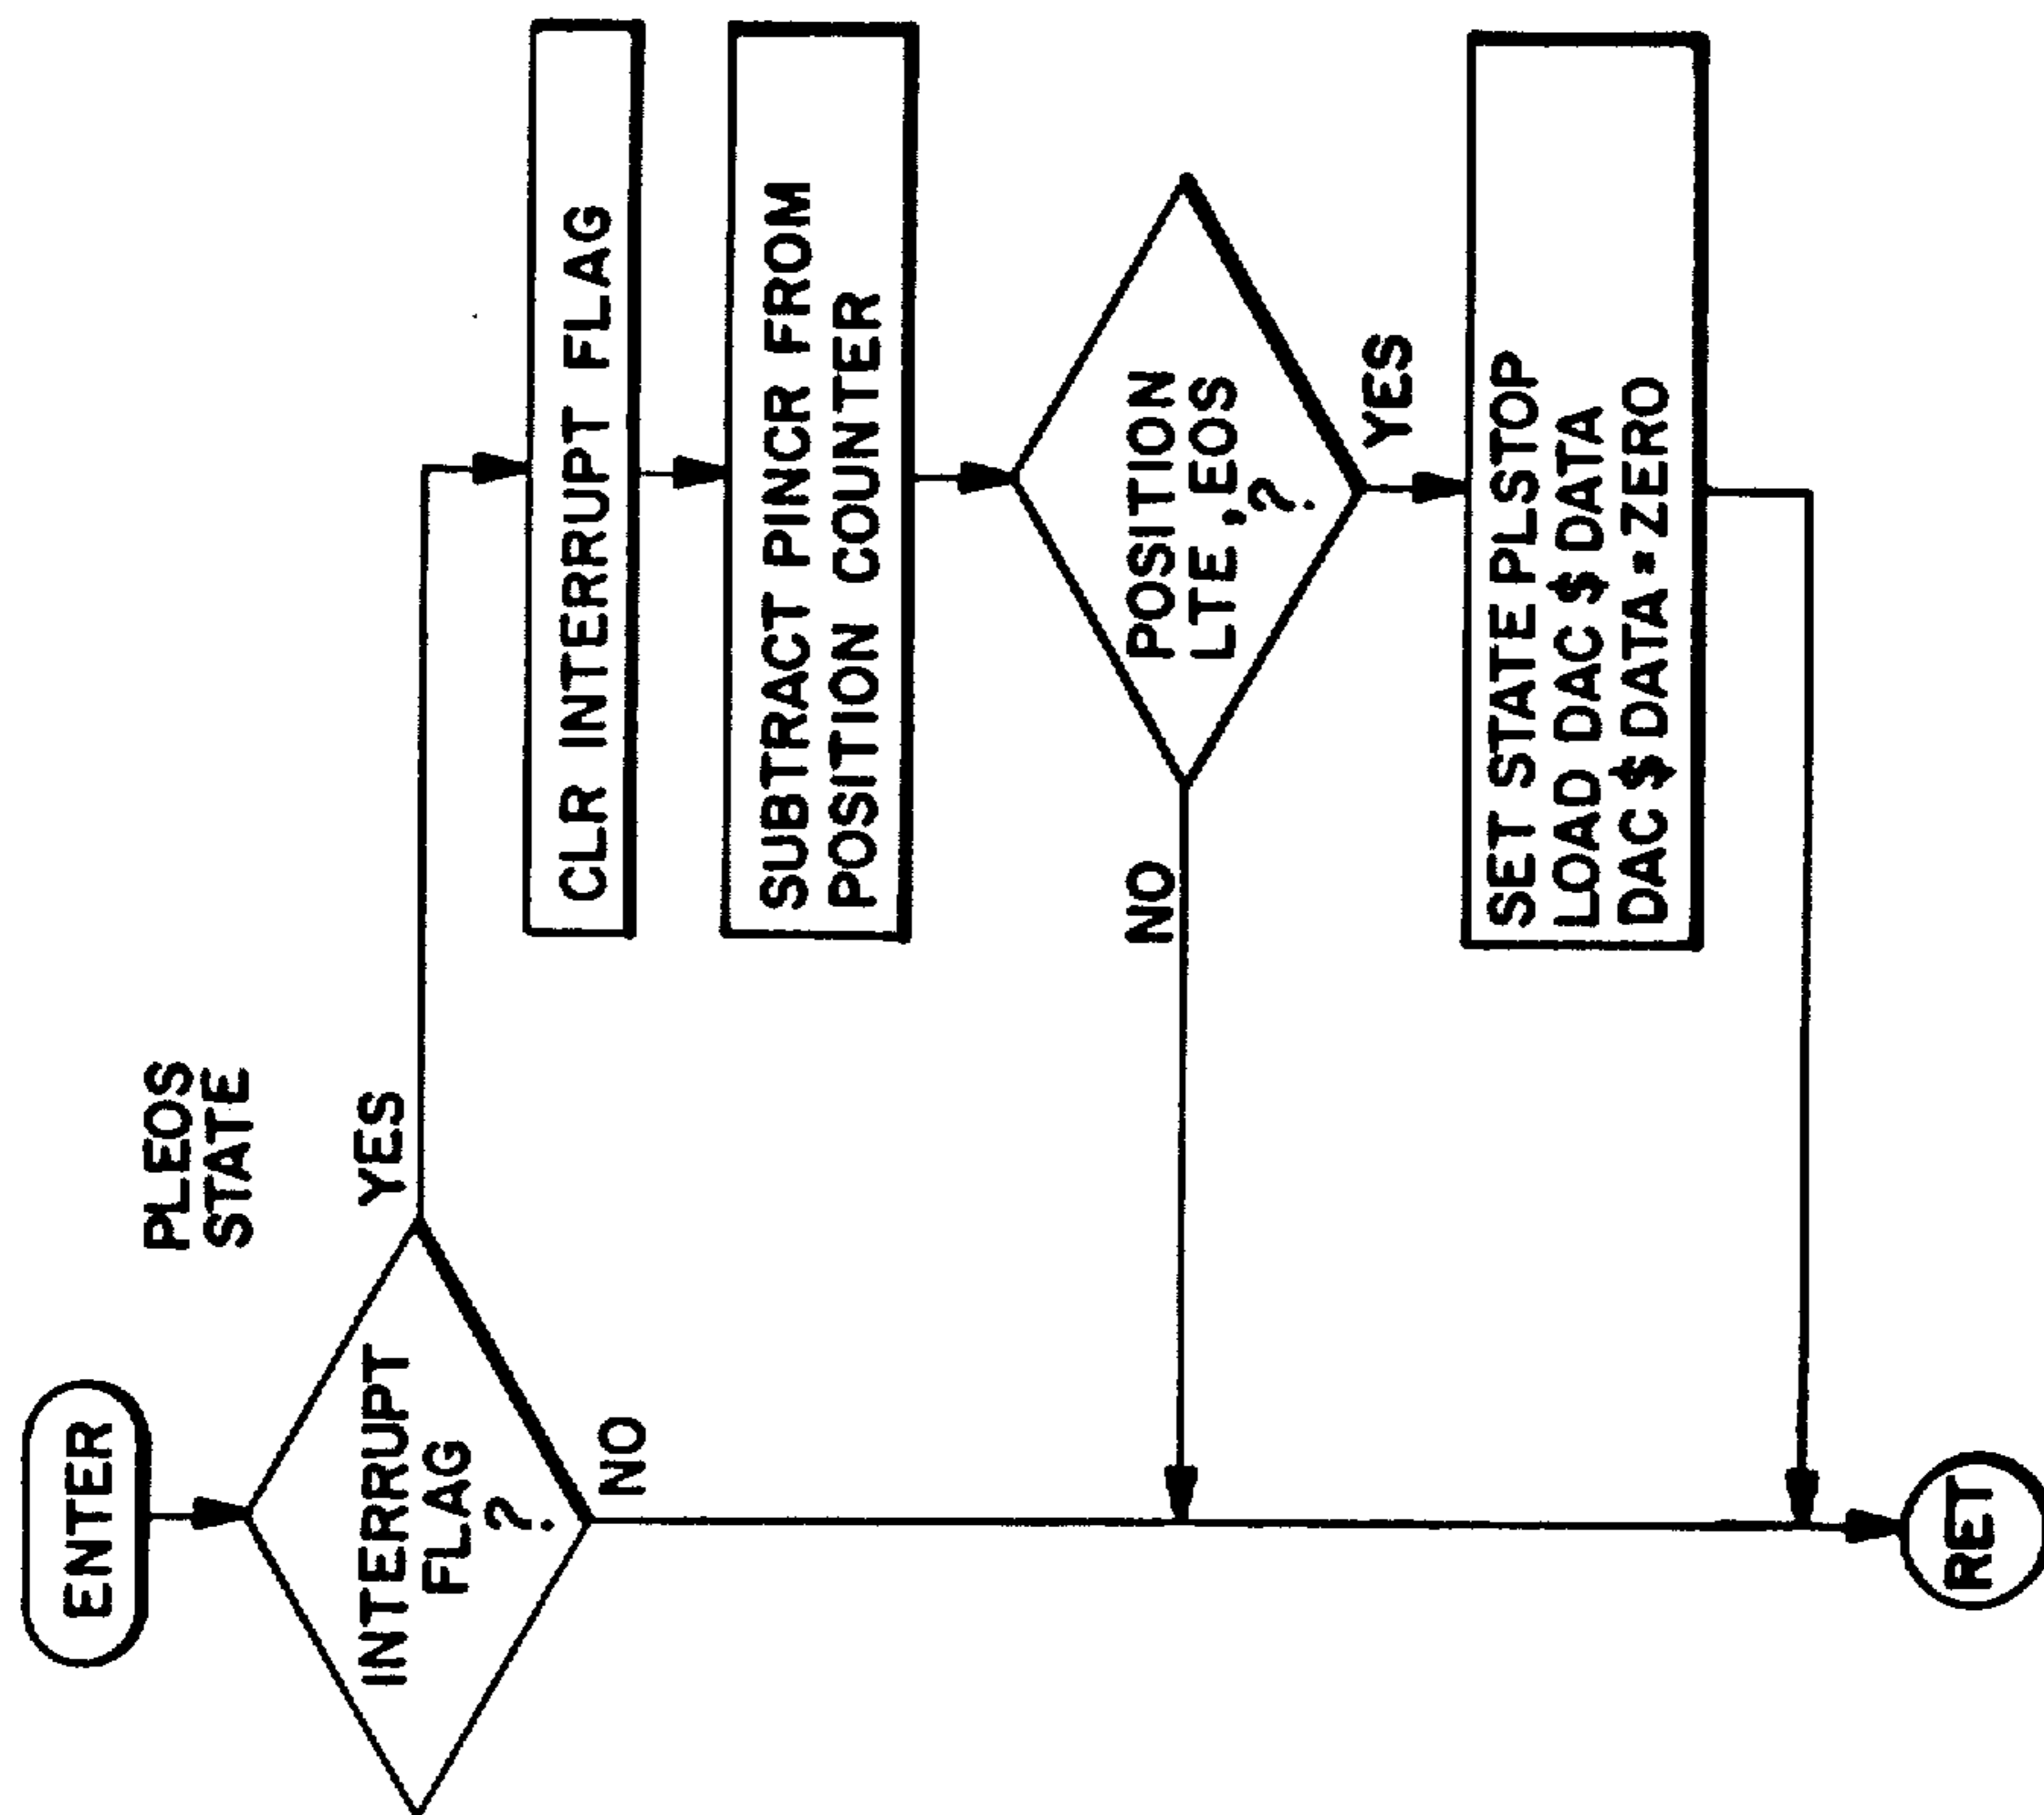 PLEOS
STATE
ENTER
INTERRUPT
FLAG
?
YES
NO
CLR INTERRUPT FLAG
SUBTRACT PINCR FROM
POSITION COUNTER
POSITION
LTE 'EOS
?
NO
YES
SET STATE PLSTOP
LOAD DAC $ DATA
DAC $ DATA = ZERO
RET